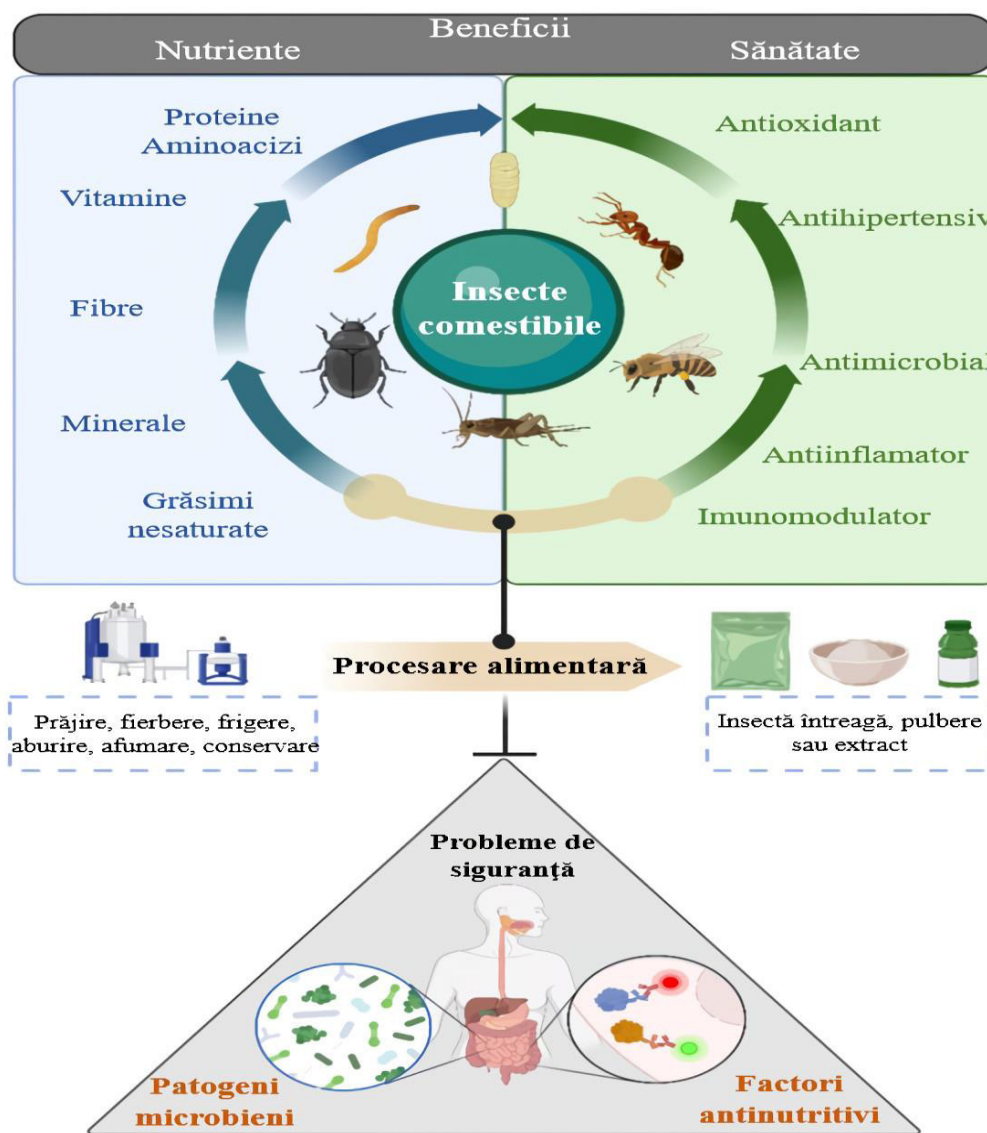 Beneficii
Nutriente
Sănătate
Proteine
Aminoacizi
Vitamine
Fibre
Minerale
Grăsimi
nesaturate
Antioxidant
Antihipertensiv
Antimicrobial
Antiinflamator
Imunomodulator
Insecte
comestibile
Procesare alimentară
Prăjire, fierbere, frigere,
aburire, afumare, conservare
Insectă întreagă, pulbere
sau extract
Probleme de
siguranţă
Patogeni
microbieni
Factori
antinutritivi